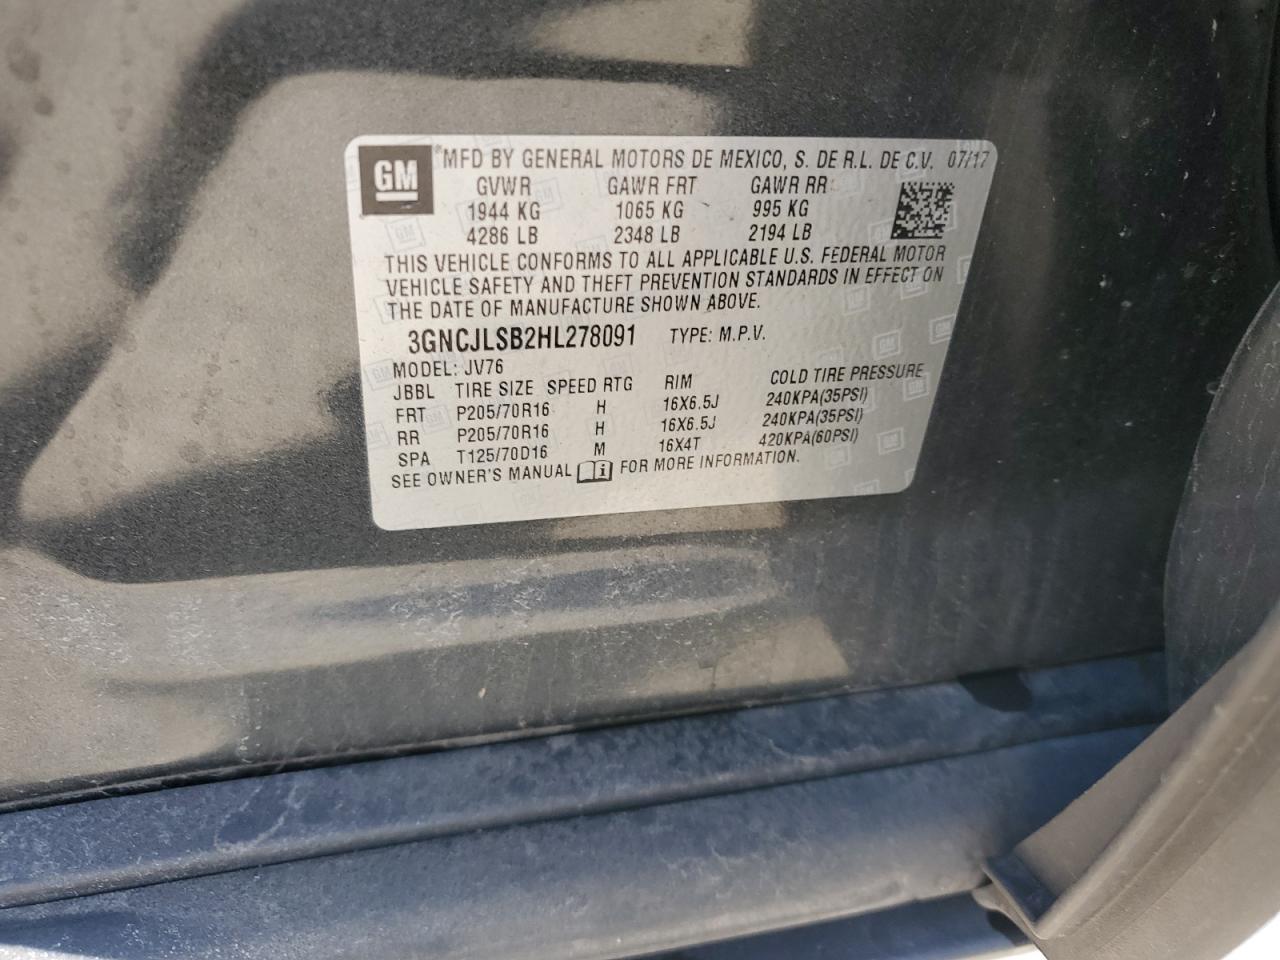 GM ® MFD BY GENERAL MOTORS DE MEXICO, S. DE R.L. DE C.V. 07/17
GVWR GAWR FRT GAWR RR
1944 KG 1065 KG 995 KG
4286 LB 2348 LB 2194 LB
THIS VEHICLE CONFORMS TO ALL APPLICABLE U.S. FEDERAL MOTOR
VEHICLE SAFETY AND THEFT PREVENTION STANDARDS IN EFFECT ON
THE DATE OF MANUFACTURE SHOWN ABOVE.
3GNCJLSB2HL278091 TYPE: M.P.V.
MODEL: JV76
JBBL TIRE SIZE SPEED RTG RIM COLD TIRE PRESSURE
FRT P205/70R16 H 16X6.5J 240KPA(35PSI)
RR P205/70R16 H 16X6.5J 240KPA(35PSI)
SPA T125/70D16 M 16X4T 420KPA(60PSI)
SEE OWNER'S MANUAL FOR MORE INFORMATION.